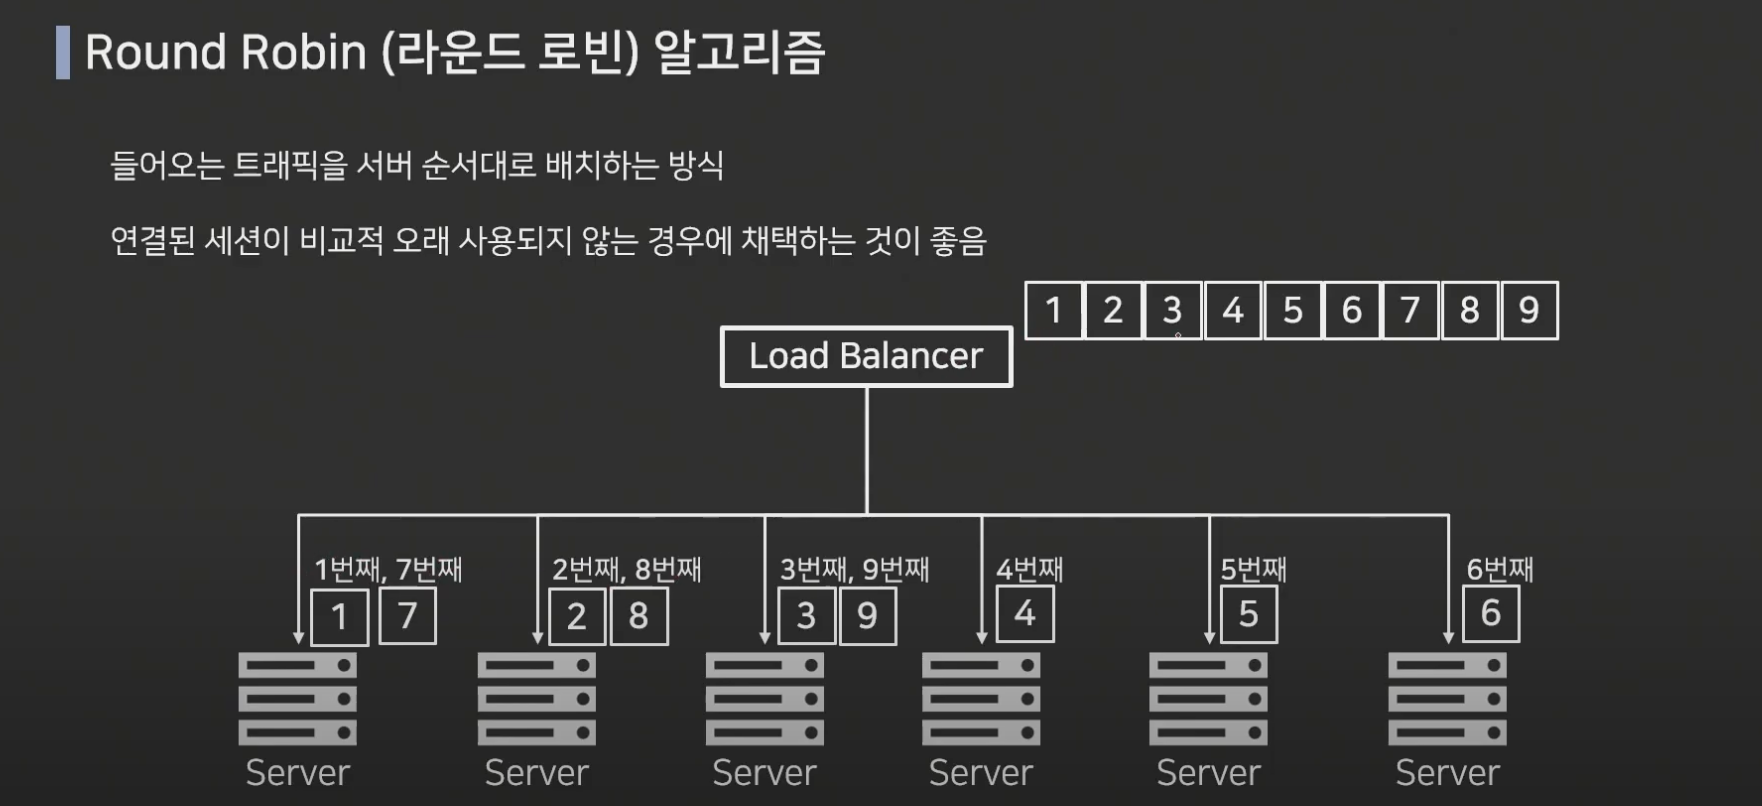 Round Robin (라운드 로빈) 알고리즘
들어오는 트래픽을 서버 순서대로 배치하는 방식
연결된 세션이 비교적 오래 사용되지 않는 경우에 채택하는 것이 좋음
1 2 3 4 5 6 7 8 9
Load Balancer
1번째, 7번째 2번째, 8번째 3번째, 9번째 4번째 5번째 6번째
1 7 2 8 3 9 4 5 6
Server Server Server Server Server Server